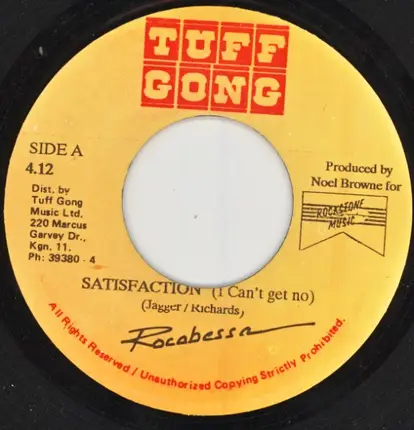 TUFF
GONG
SIDE A
4.12
Dist. by
Tuff Gong
Music Ltd.
220 Marcus
Garvey Dr.,
Kgn. 11.
Ph: 39380 - 4
Produced by
Noel Browne for
ROCKSTONE
MUSIC
SATISFACTION (I Can't get no)
(Jagger / Richards)
Rocobessa
All Rights Reserved / Unauthorized Copying Strictly Prohibited.